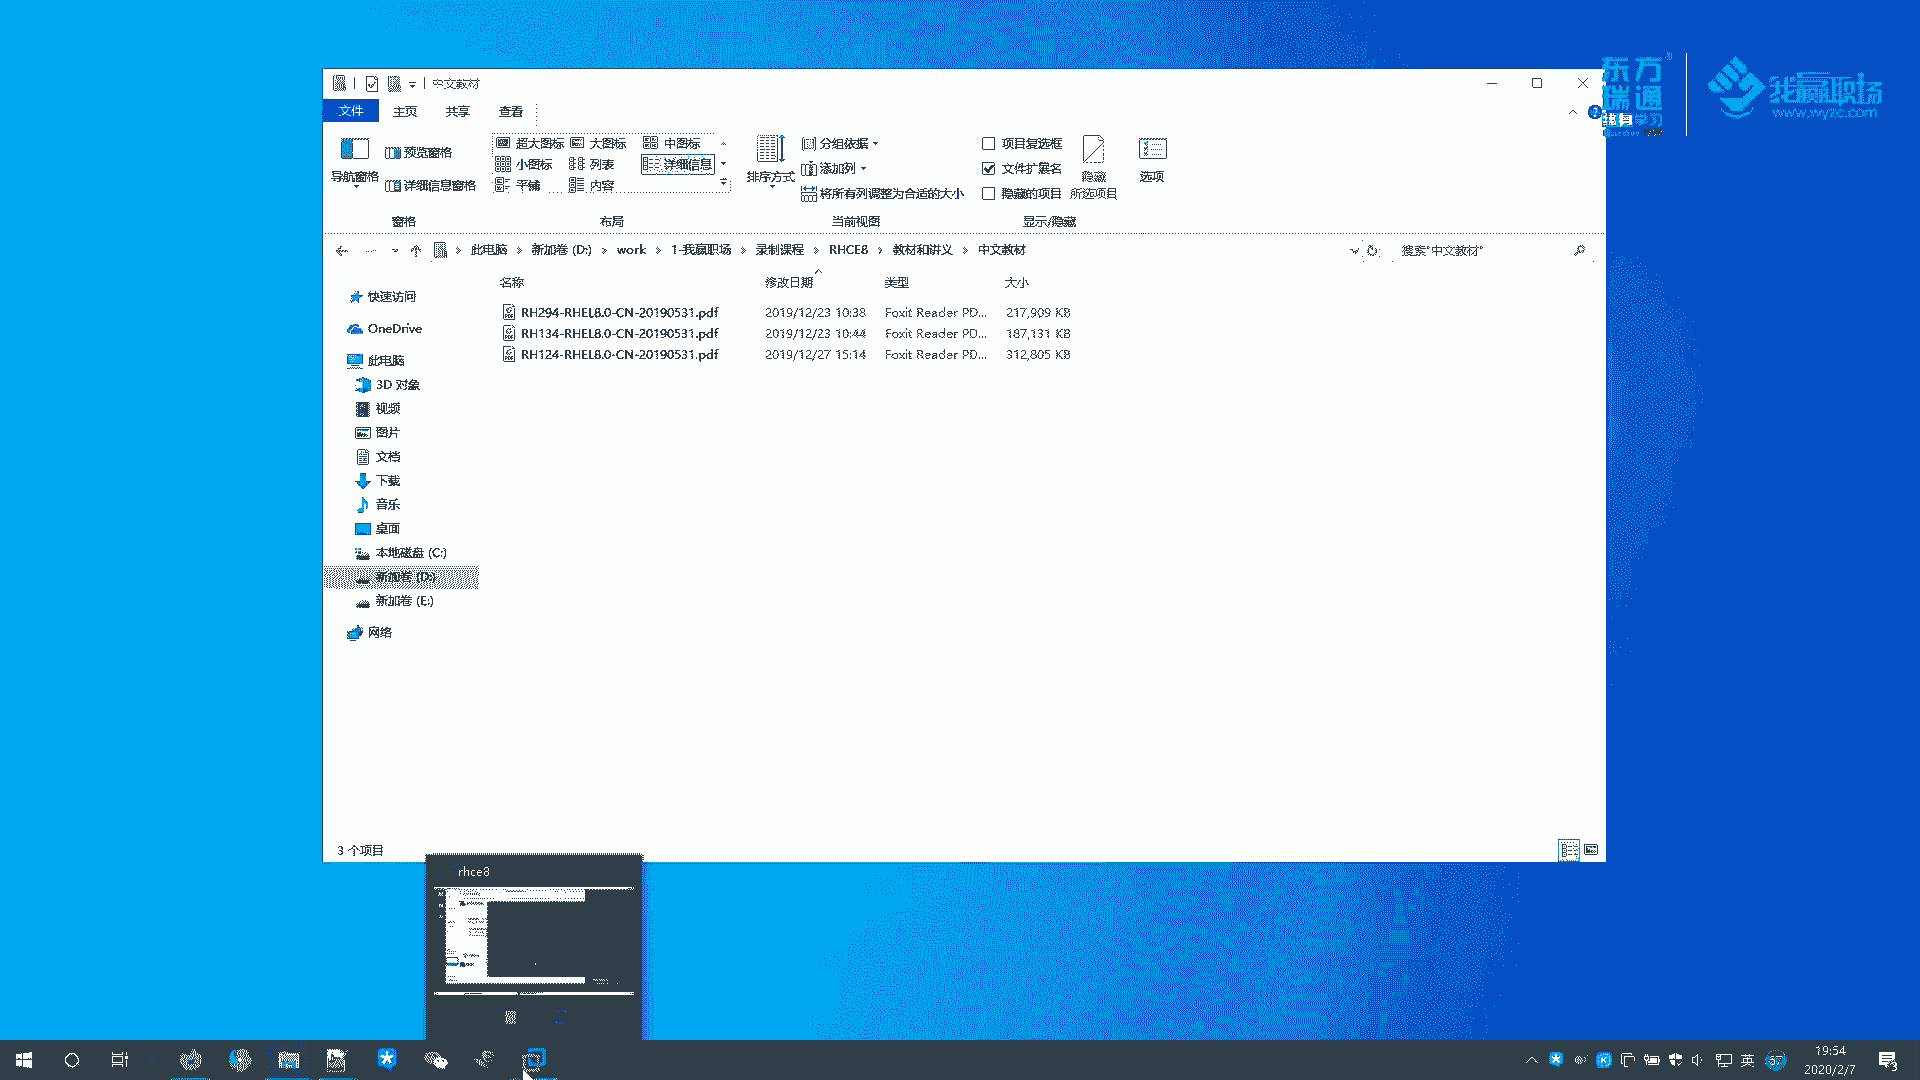 中文教材
文件 主页 共享 查看
导航窗格 预览窗格 详细信息窗格
超大图标 大图标 中图标
小图标 列表 详细信息
平铺 内容
排序方式 分组依据
添加列
将所有列调整为合适的大小
项目复选框
文件扩展名
隐藏的项目
隐藏
所选项目
选项
窗格 布局 当前视图 显示/隐藏
此电脑 新加卷 (D:) work 1-我赢职场 录制课程 RHCE8 教材和讲义 中文教材
搜索"中文教材"
名称 修改日期 类型 大小
RH294-RHEL8.0-CN-20190531.pdf 2019/12/23 10:38 Foxit Reader PD... 217,909 KB
RH134-RHEL8.0-CN-20190531.pdf 2019/12/23 10:44 Foxit Reader PD... 187,131 KB
RH124-RHEL8.0-CN-20190531.pdf 2019/12/27 15:14 Foxit Reader PD... 312,805 KB
快速访问
OneDrive
此电脑
3D 对象
视频
图片
文档
下载
音乐
桌面
本地磁盘 (C:)
新加卷 (D:)
新加卷 (E:)
网络
3 个项目
东方
瑞通
终身学习
我赢职场
www.wyzc.com
rhce8
英
67
19:54
2020/2/7
3